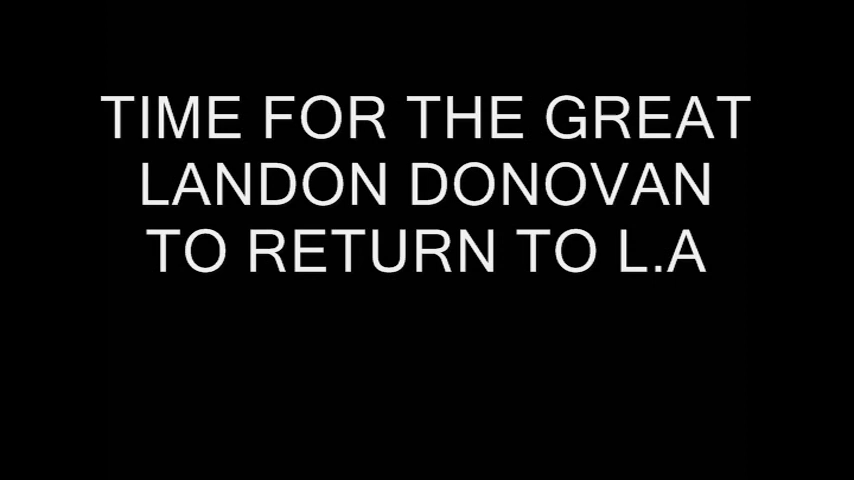 TIME FOR THE GREAT
LANDON DONOVAN
TO RETURN TO L.A